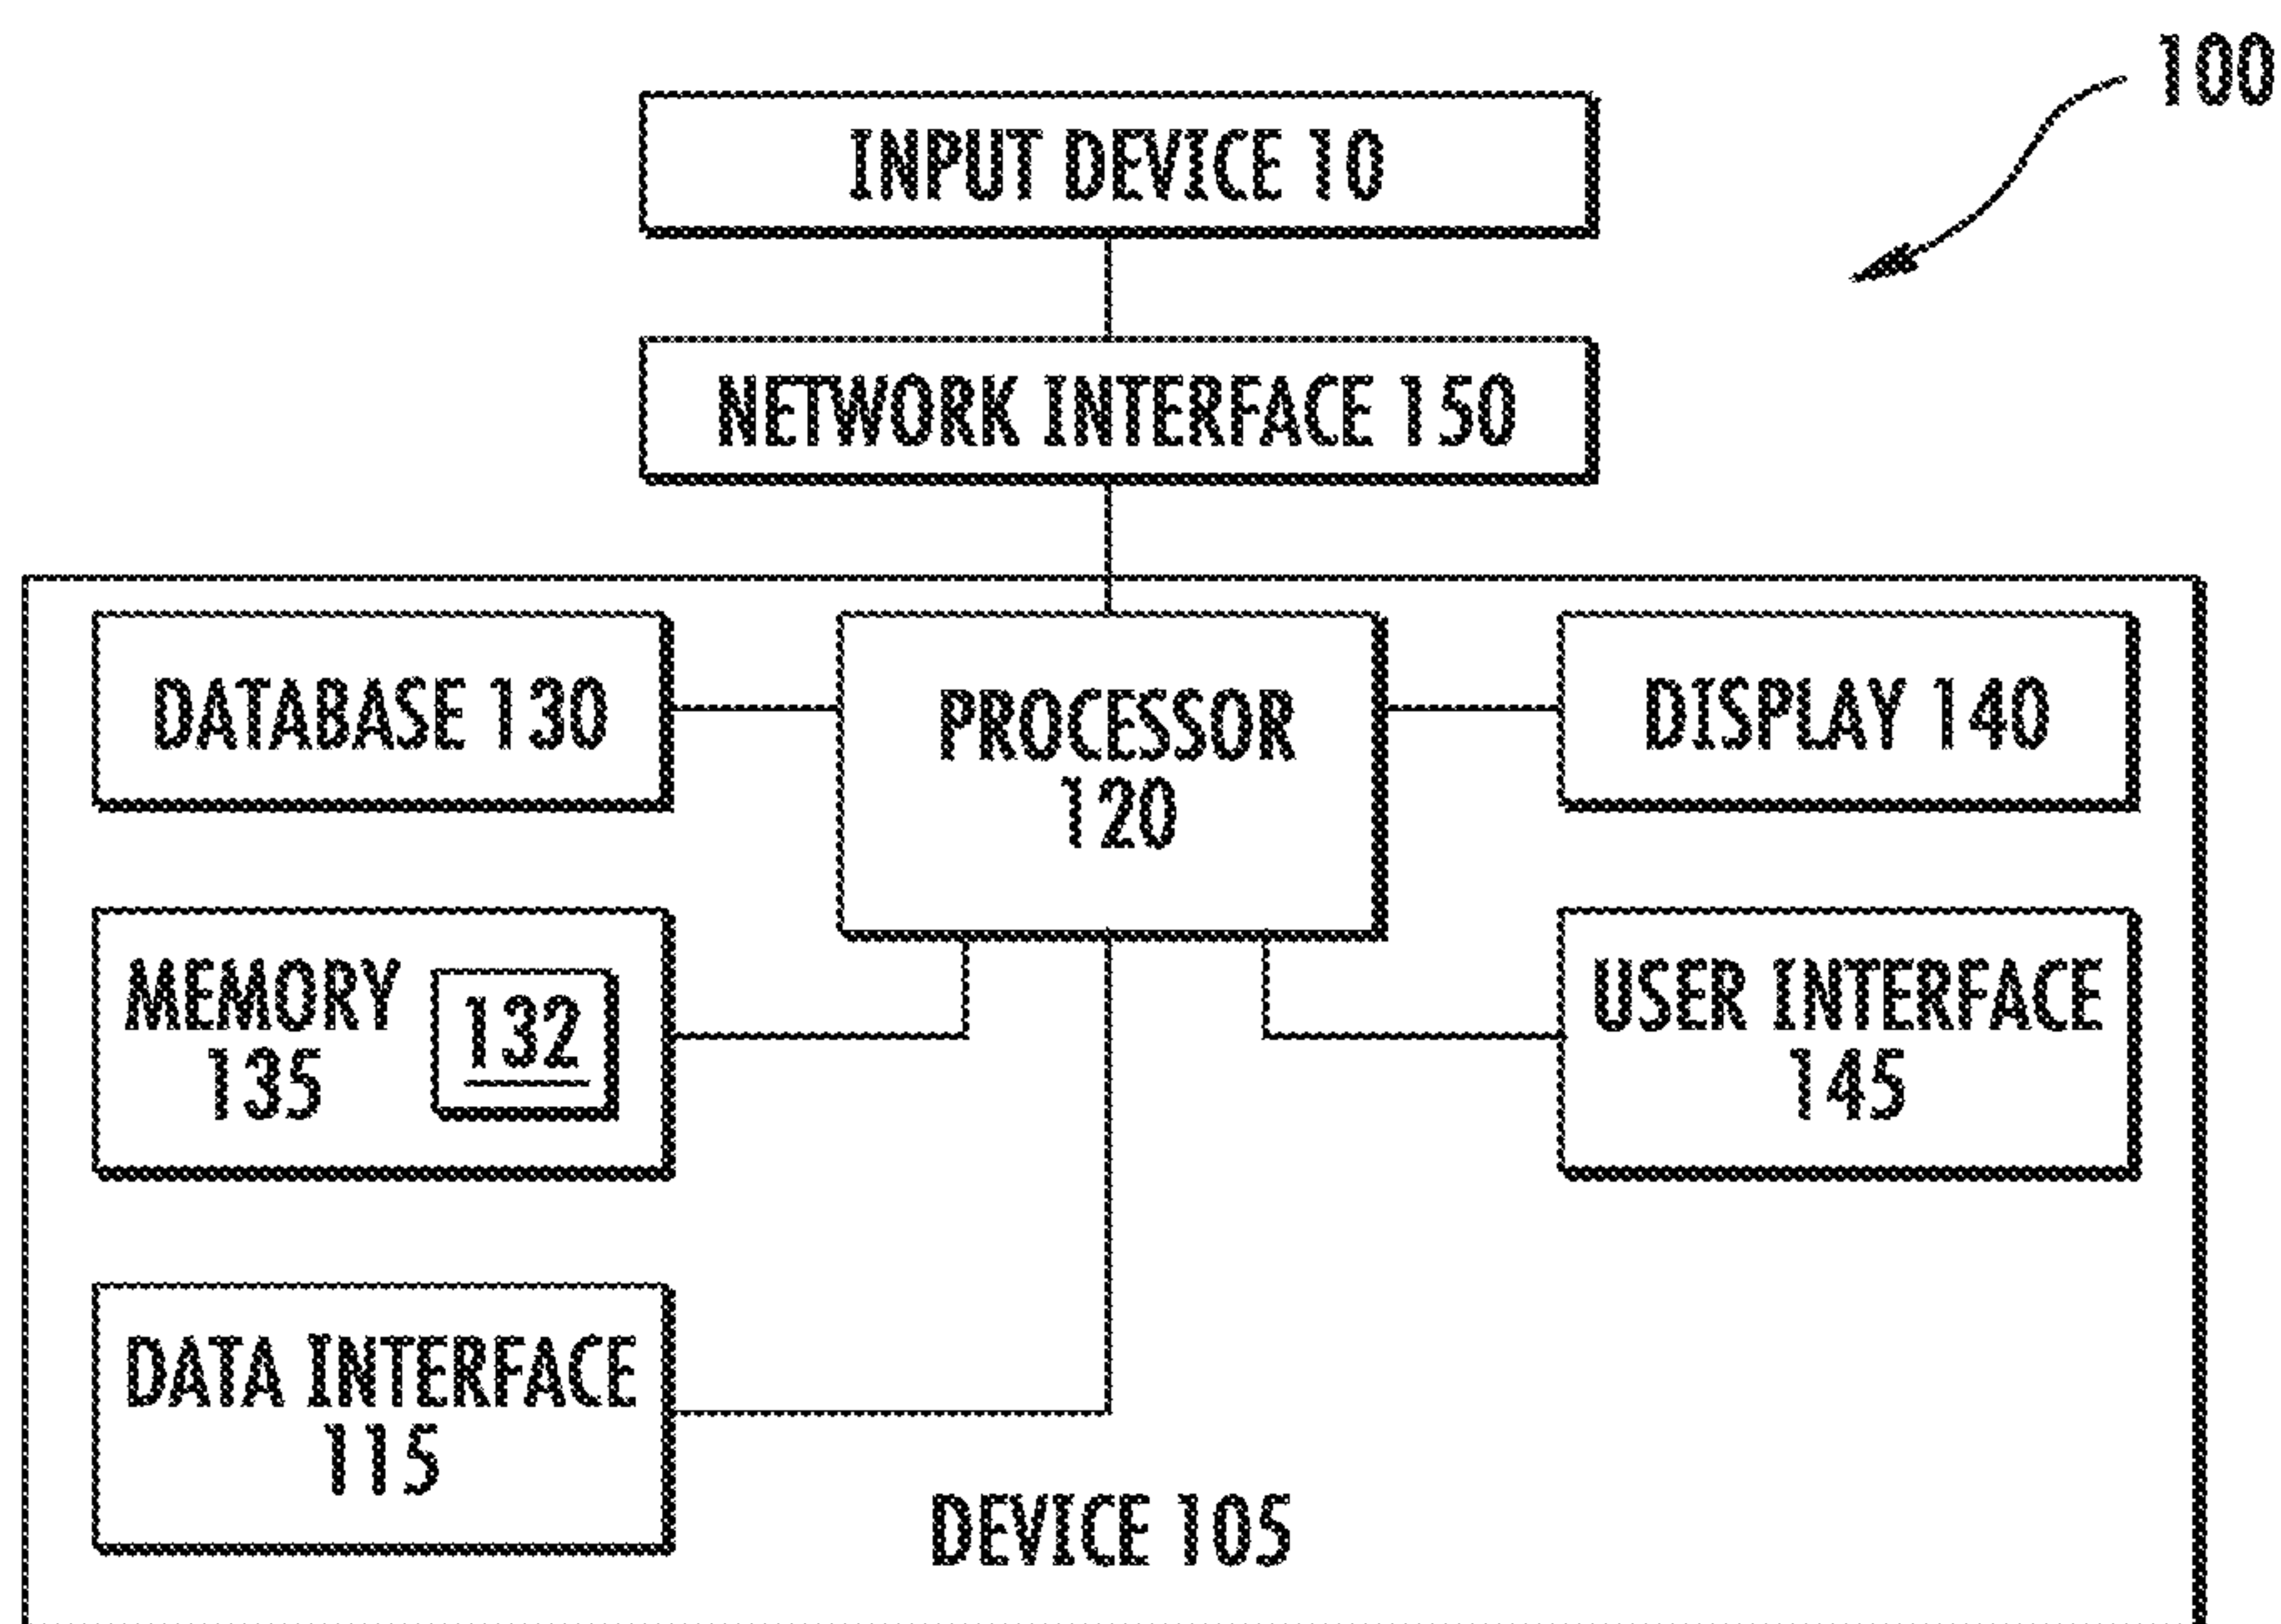 100
INPUT DEVICE 10
NETWORK INTERFACE 150
DATABASE 130
PROCESSOR
120
DISPLAY 140
MEMORY
135
132
USER INTERFACE
145
DATA INTERFACE
115
DEVICE 105